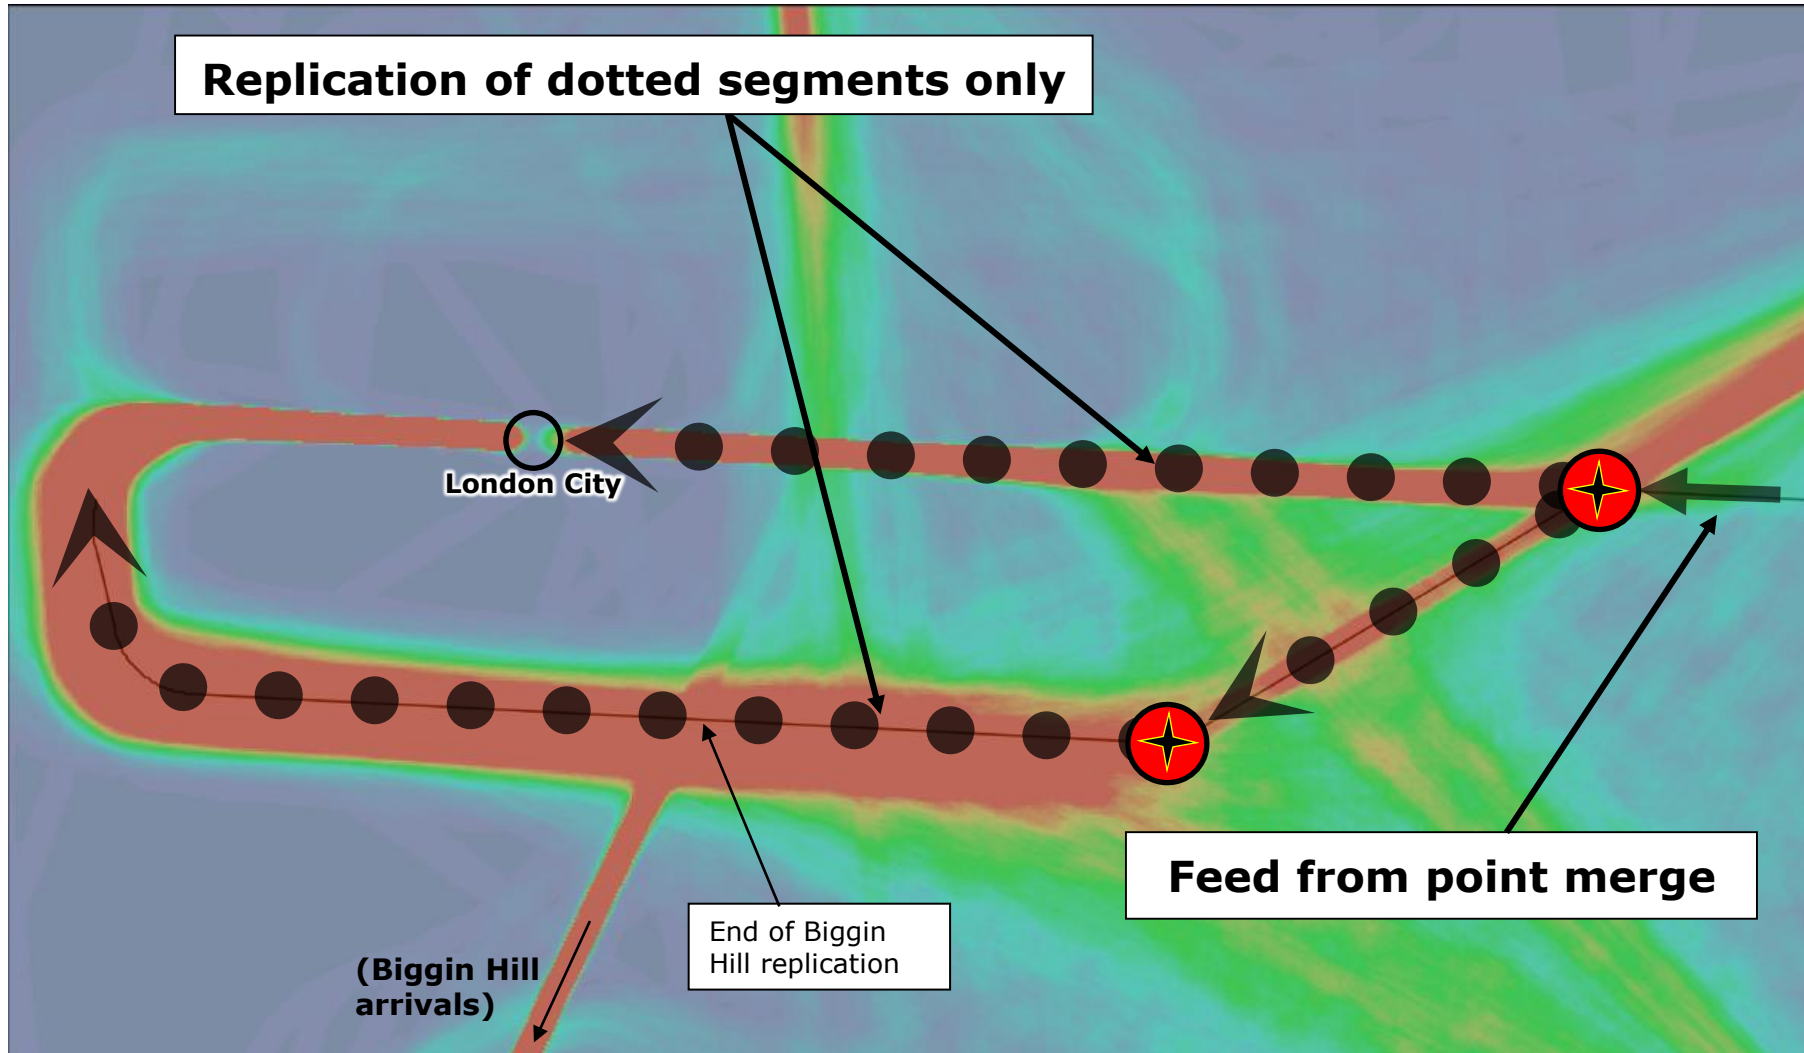 Replication of dotted segments only
London City
Feed from point merge
End of Biggin
Hill replication
(Biggin Hill
arrivals)